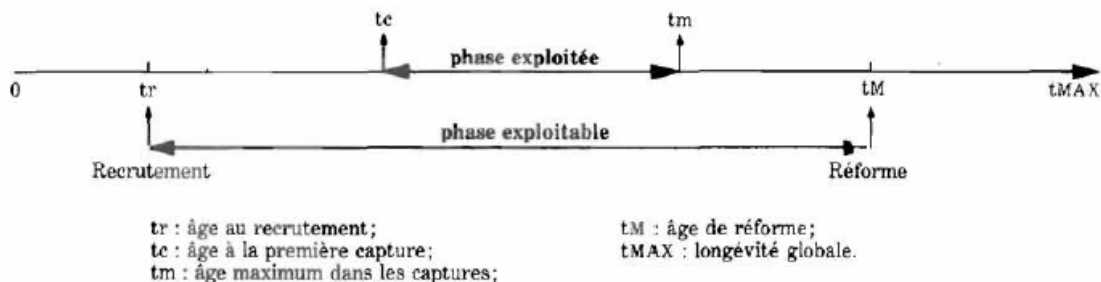 tc tm
phase exploitée
0 tr tM tMAX
phase exploitable
Recrutement Réforme
tr : âge au recrutement; tM : âge de réforme;
tc : âge à la première capture; tMAX : longévité globale.
tm : âge maximum dans les captures;